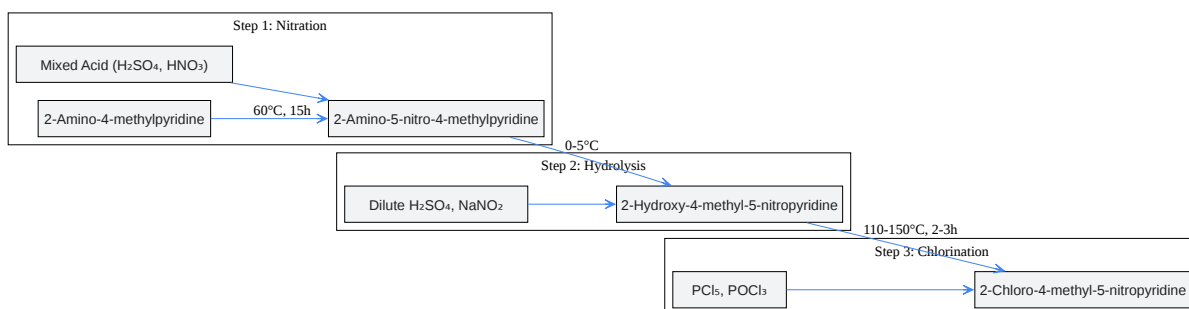 Step 1: Nitration
Mixed Acid (H₂SO₄, HNO₃)
2-Amino-4-methylpyridine
60°C, 15h
2-Amino-5-nitro-4-methylpyridine
0-5°C
Step 2: Hydrolysis
Dilute H₂SO₄, NaNO₂
2-Hydroxy-4-methyl-5-nitropyridine
110-150°C, 2-3h
Step 3: Chlorination
PCl₅, POCl₃
2-Chloro-4-methyl-5-nitropyridine